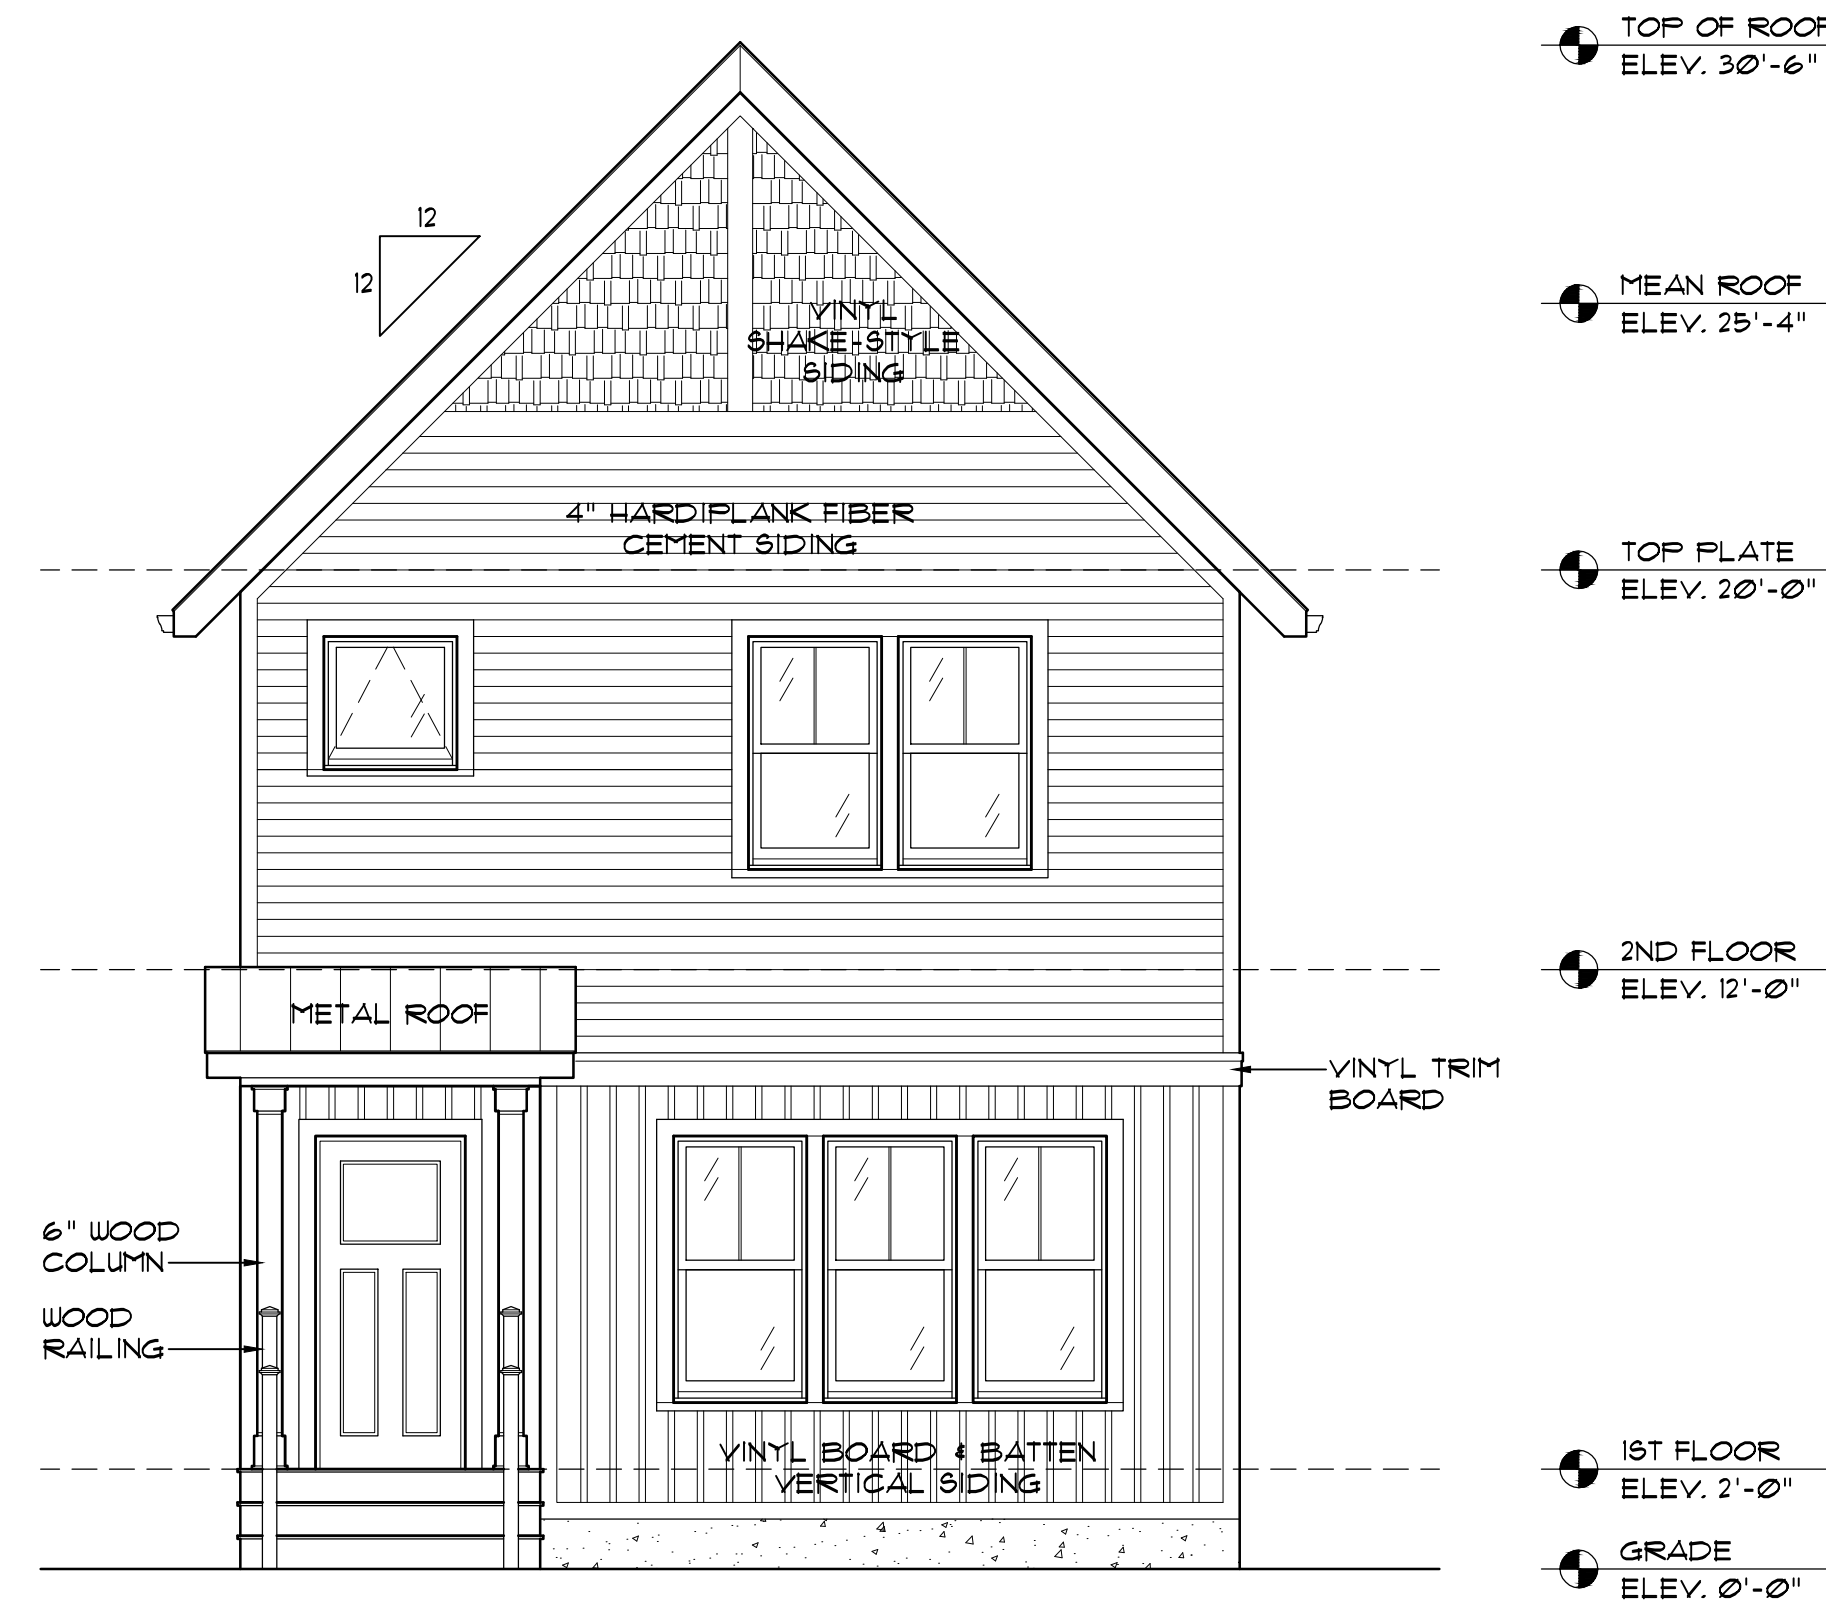 TOP OF ROOF
ELEV. 30'-6"
12
12
MEAN ROOF
ELEV. 25'-4"
VINYL
SHAKE-STYLE
SIDING
4" HARDIPLANK FIBER
CEMENT SIDING
TOP PLATE
ELEV. 20'-0"
2ND FLOOR
ELEV. 12'-0"
METAL ROOF
VINYL TRIM
BOARD
6" WOOD
COLUMN
WOOD
RAILING
VINYL BOARD & BATTEN
VERTICAL SIDING
1ST FLOOR
ELEV. 2'-0"
GRADE
ELEV. 0'-0"